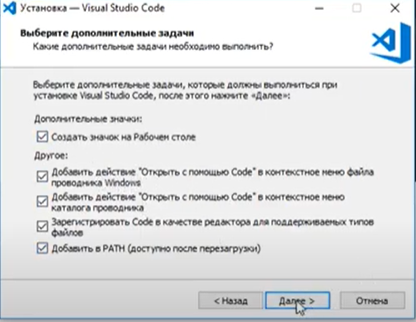 Установка — Visual Studio Code
Выберите дополнительные задачи
Какие дополнительные задачи необходимо выполнить?
Выберите дополнительные задачи, которые должны выполниться при
установке Visual Studio Code, после этого нажмите «Далее»:
Дополнительные значки:
Создать значок на Рабочем столе
Другое:
Добавить действие "Открыть с помощью Code" в контекстное меню файла
проводника Windows
Добавить действие "Открыть с помощью Code" в контекстное меню
каталога проводника
Зарегистрировать Code в качестве редактора для поддерживаемых типов
файлов
Добавить в PATH (доступно после перезагрузки)
< Назад
Далее >
Отмена